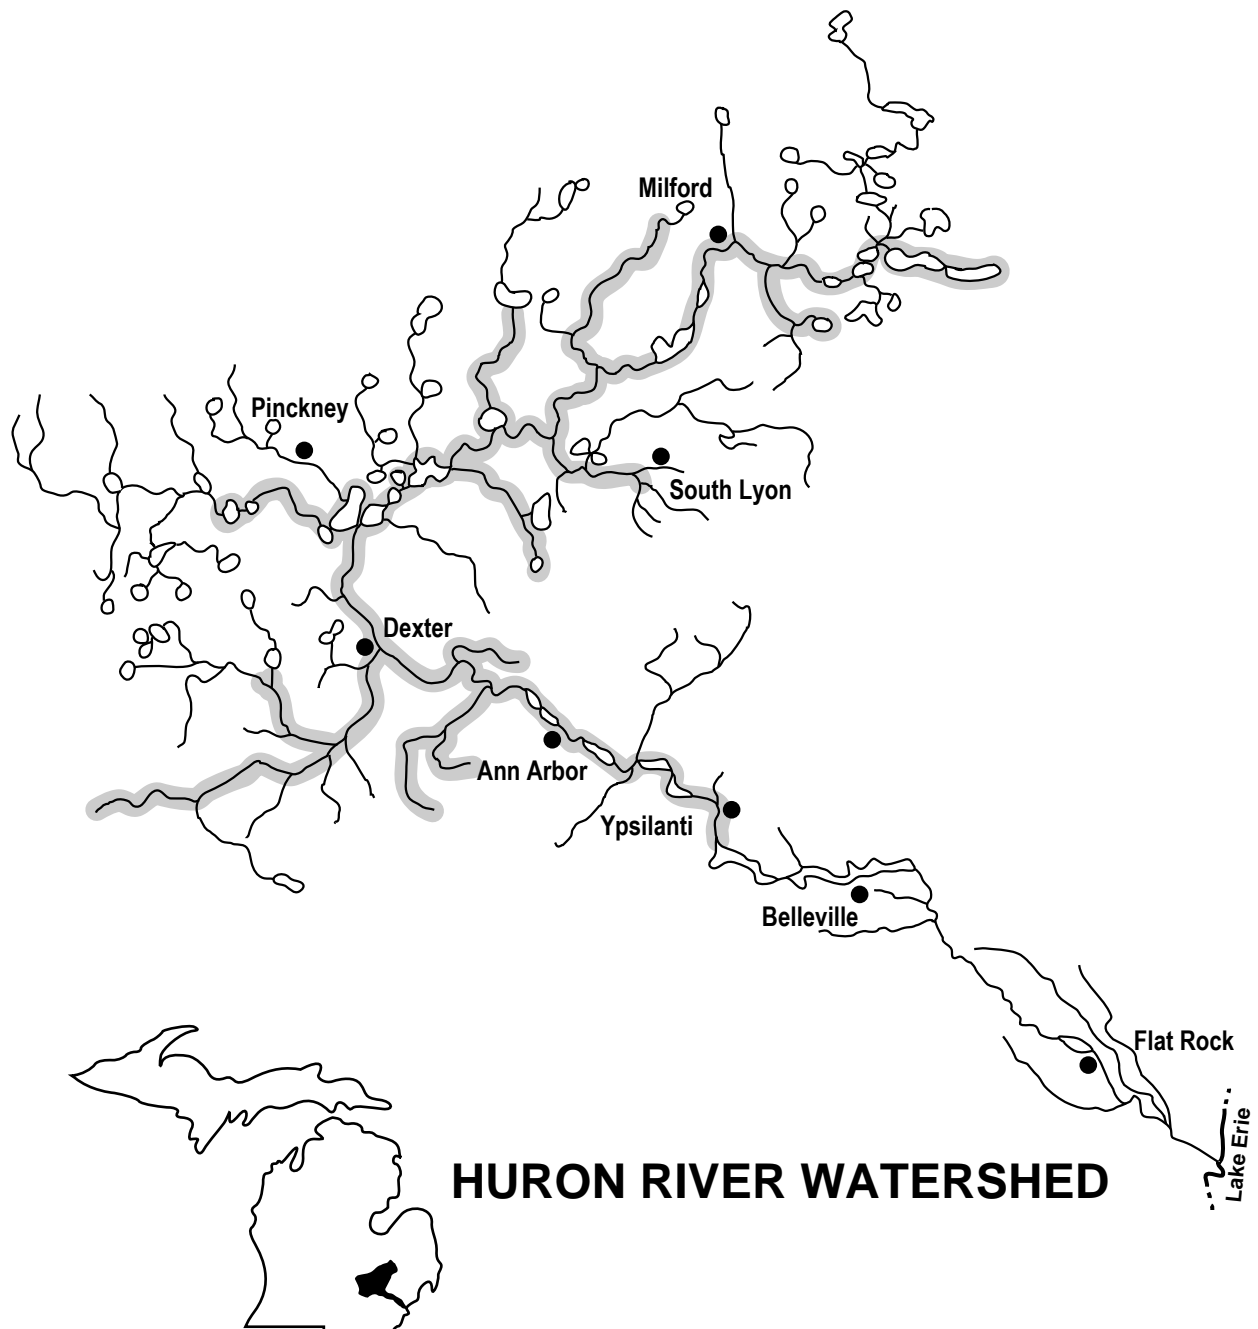 Milford
Pinckney
South Lyon
Dexter
Ann Arbor
Ypsilanti
Belleville
Flat Rock
Lake Erie
HURON RIVER WATERSHED